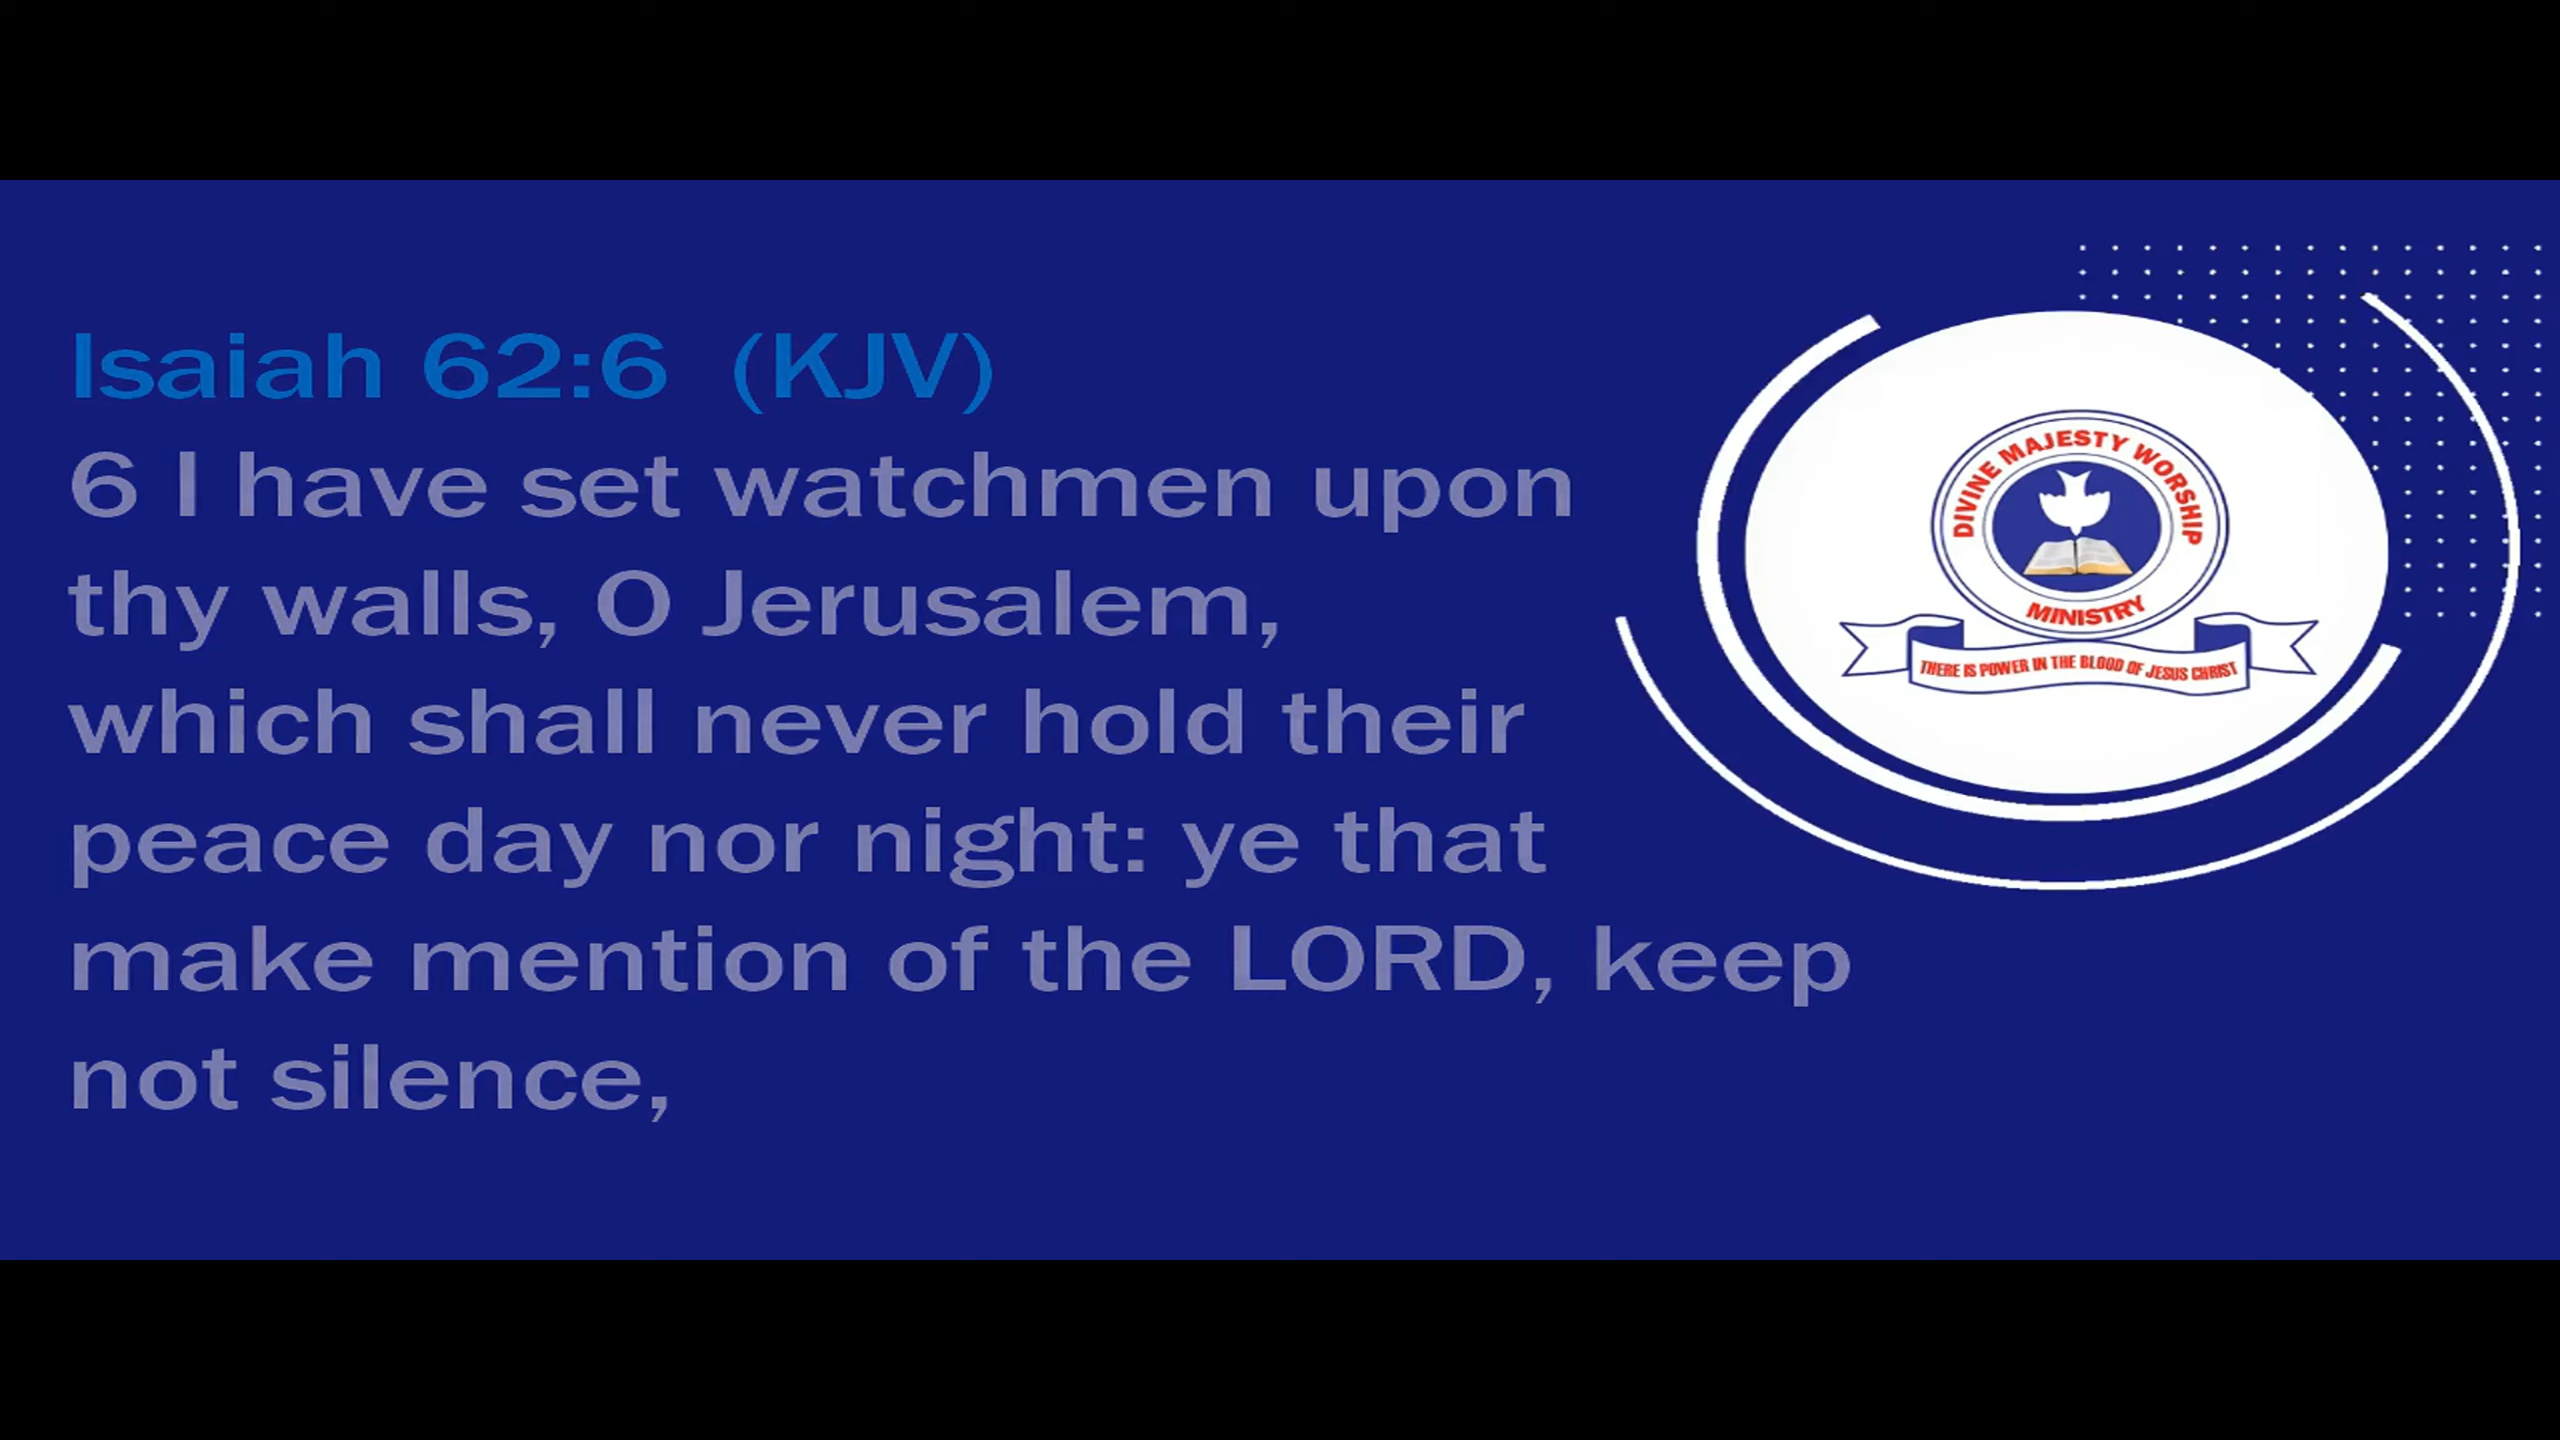 Isaiah 62:6  (KJV)
6 I have set watchmen upon
thy walls, O Jerusalem,
which shall never hold their
peace day nor night: ye that
make mention of the LORD, keep
not silence,
DIVINE MAJESTY WORSHIP
MINISTRY
THERE IS POWER IN THE BLOOD OF JESUS CHRIST